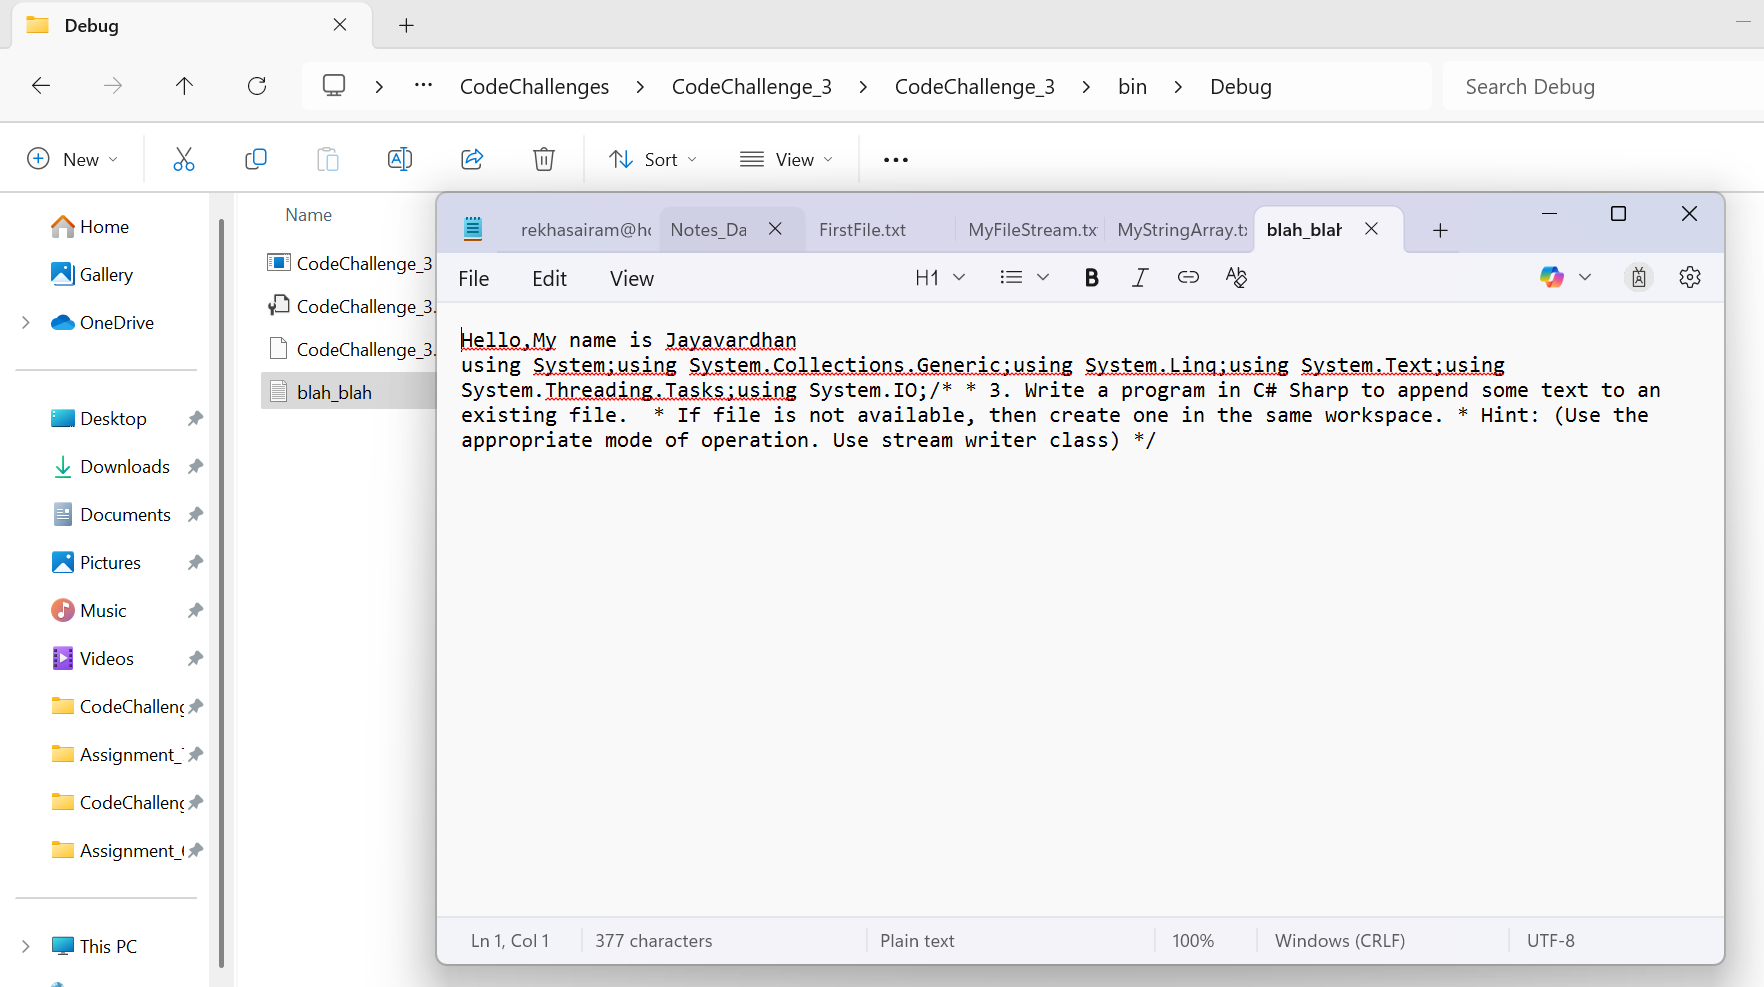 Debug
CodeChallenges > CodeChallenge_3 > CodeChallenge_3 > bin > Debug
Search Debug
New
Sort
View
Name
Home
Gallery
OneDrive
Desktop
Downloads
Documents
Pictures
Music
Videos
CodeChalleng
Assignment_
CodeChalleng
Assignment_
This PC
CodeChallenge_3
CodeChallenge_3.
CodeChallenge_3.
blah_blah
rekhasairam@ho Notes_Da FirstFile.txt MyFileStream.tx MyStringArray.tx blah_blah
File Edit View H1
Hello,My name is Jayavardhan
using System;using System.Collections.Generic;using System.Linq;using System.Text;using
System.Threading.Tasks;using System.IO;/* * 3. Write a program in C# Sharp to append some text to an
existing file.  * If file is not available, then create one in the same workspace. * Hint: (Use the
appropriate mode of operation. Use stream writer class) */
Ln 1, Col 1 377 characters Plain text 100% Windows (CRLF) UTF-8